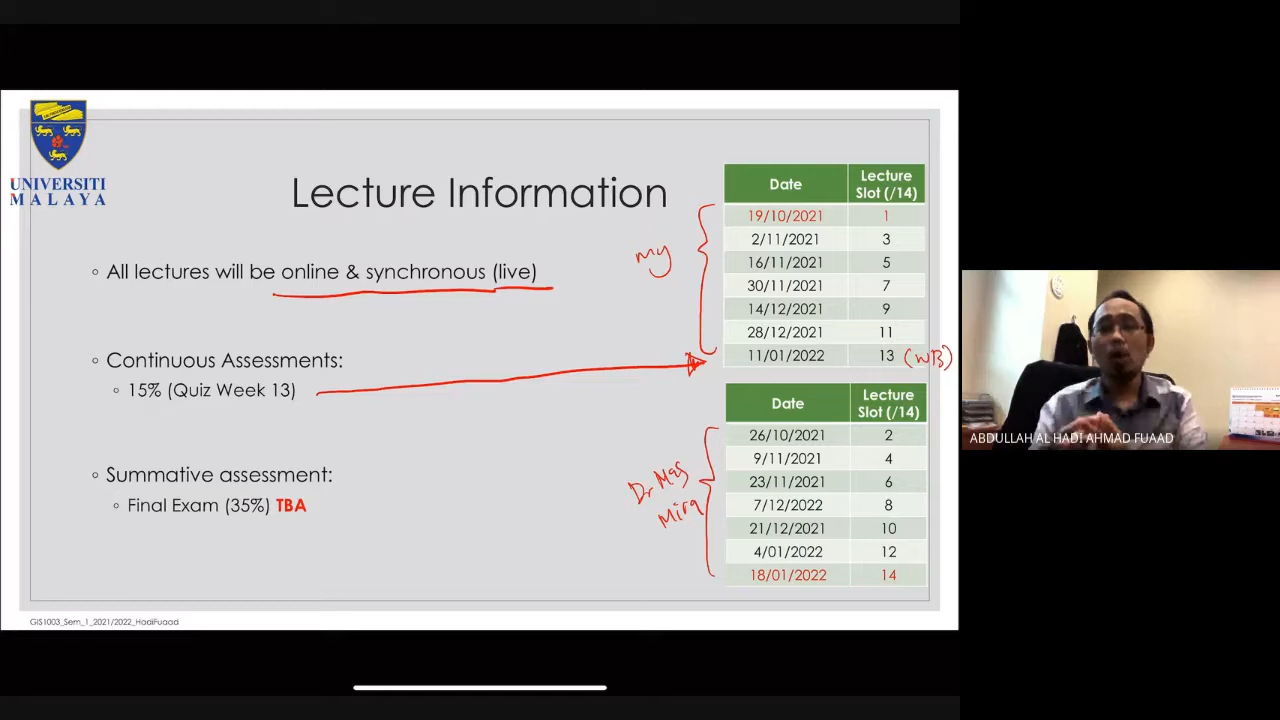 UNIVERSITI
MALAYA
Lecture Information
◦ All lectures will be online & synchronous (live)
◦ Continuous Assessments:
◦ 15% (Quiz Week 13)
◦ Summative assessment:
◦ Final Exam (35%) TBA
my
Date Lecture Slot (/14)
19/10/2021 1
2/11/2021 3
16/11/2021 5
30/11/2021 7
14/12/2021 9
28/12/2021 11
11/01/2022 13 (WB)
Dr Mas
Mira
Date Lecture Slot (/14)
26/10/2021 2
9/11/2021 4
23/11/2021 6
7/12/2022 8
21/12/2021 10
4/01/2022 12
18/01/2022 14
GIS1003_Sem_1_2021/2022_HadiFuaad
ABDULLAH AL HADI AHMAD FUAAD